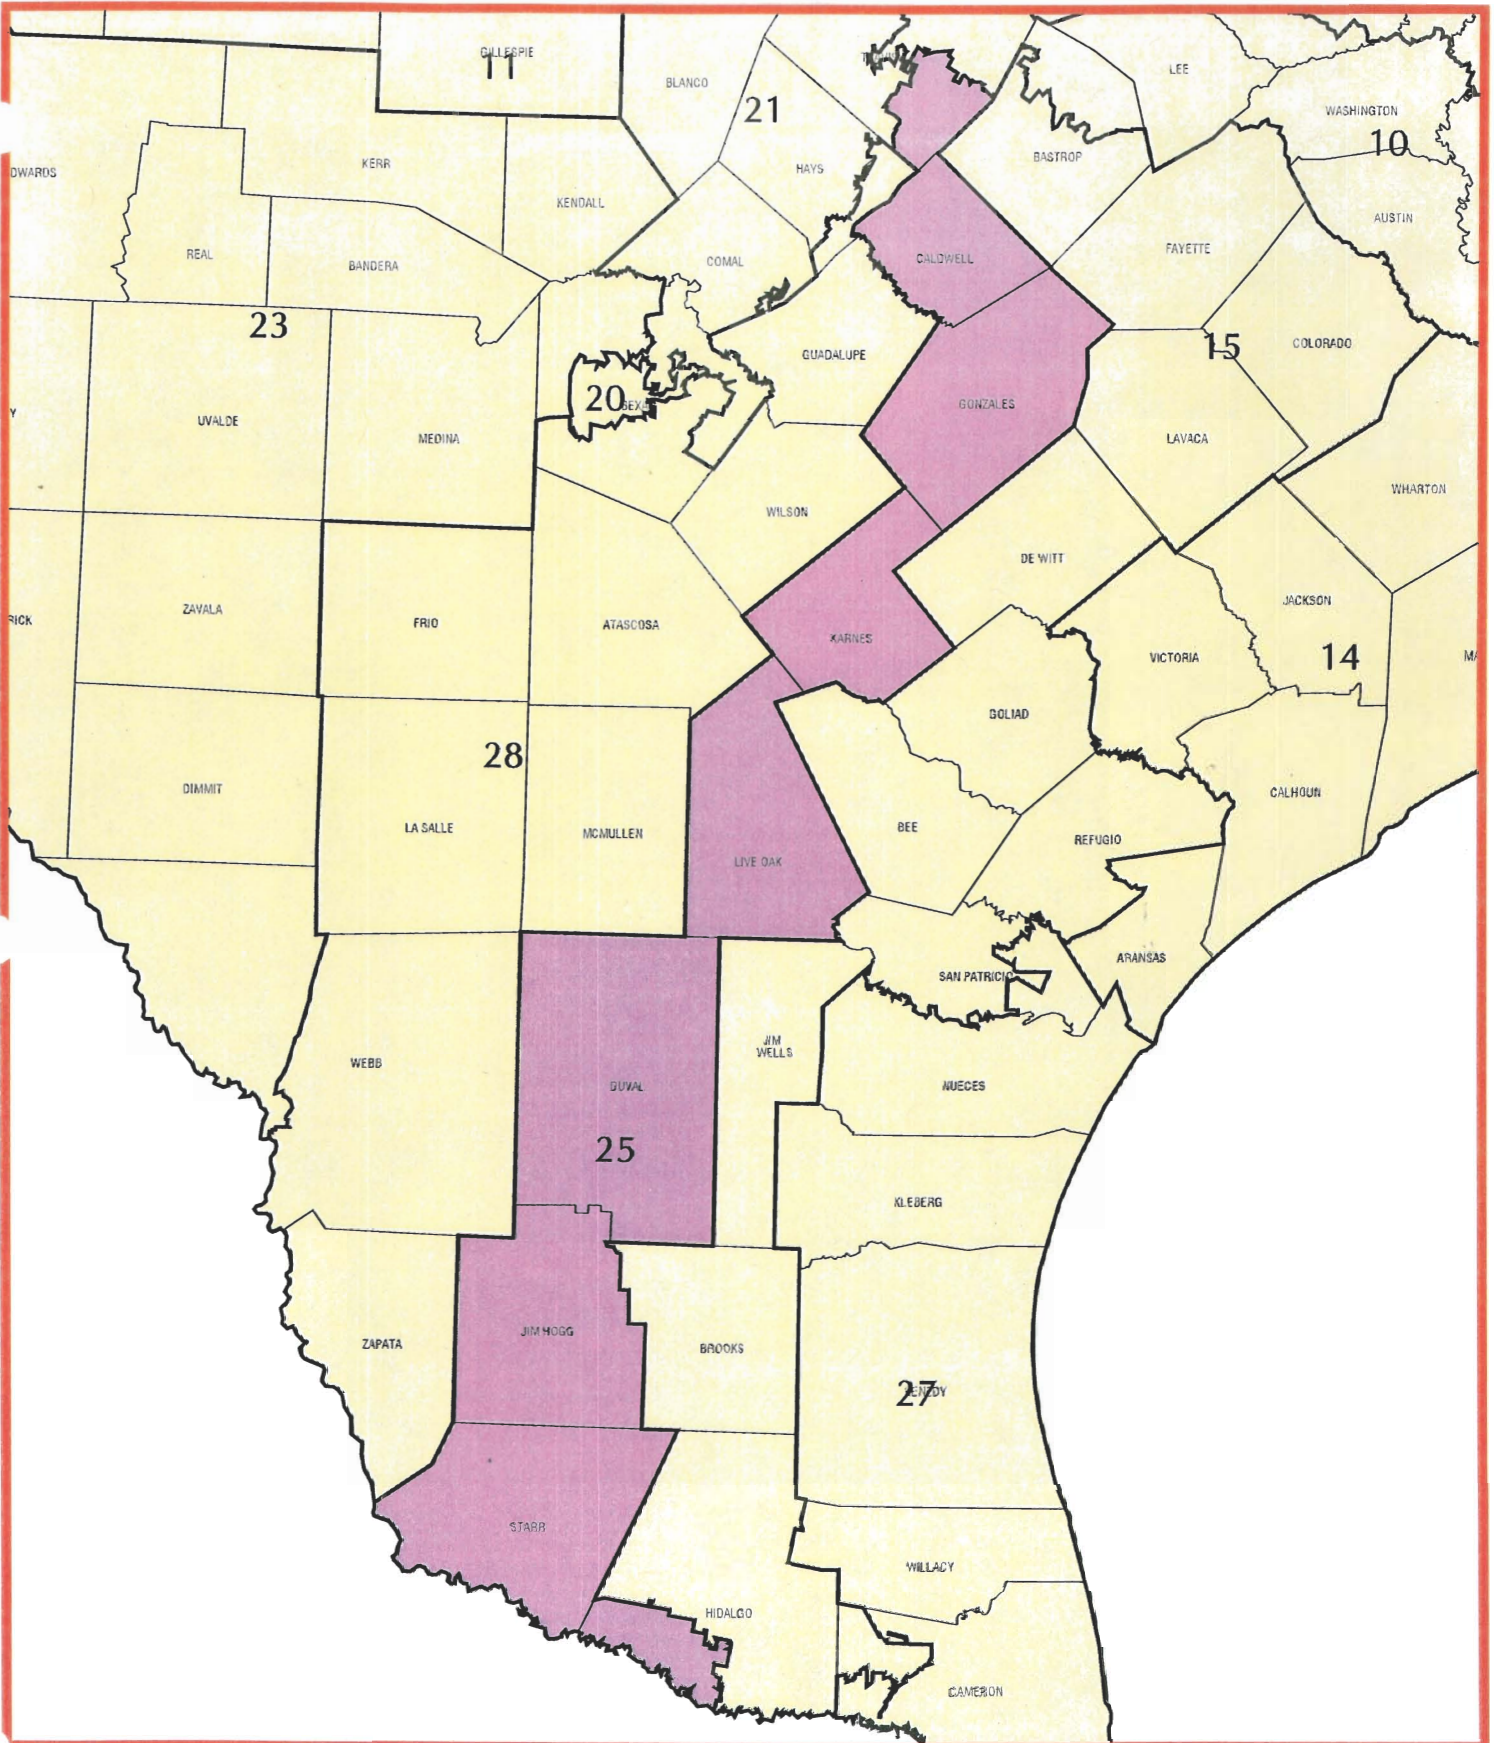 GILLESPIE
11
BLANCO
21
LEE
WASHINGTON
10
DWARDS
KERR
HAYS
BASTROP
KENDALL
AUSTIN
REAL
BANDERA
COMAL
CALDWELL
FAYETTE
23
GUADALUPE
15
COLORADO
20
GONZALES
Y
UVALDE
MEDINA
LAVACA
WILSON
WHARTON
DE WITT
ZAVALA
FRIO
ATASCOSA
JACKSON
RICK
KARNES
VICTORIA
14
MA
GOLIAD
28
DIMMIT
CALHOUN
LA SALLE
MCMULLEN
BEE
REFUGIO
LIVE OAK
ARANSAS
SAN PATRICIO
JIM
WELLS
WEBB
DUVAL
NUECES
25
KLEBERG
JIM HOGG
ZAPATA
BROOKS
27
STARR
WILLACY
HIDALGO
CAMERON